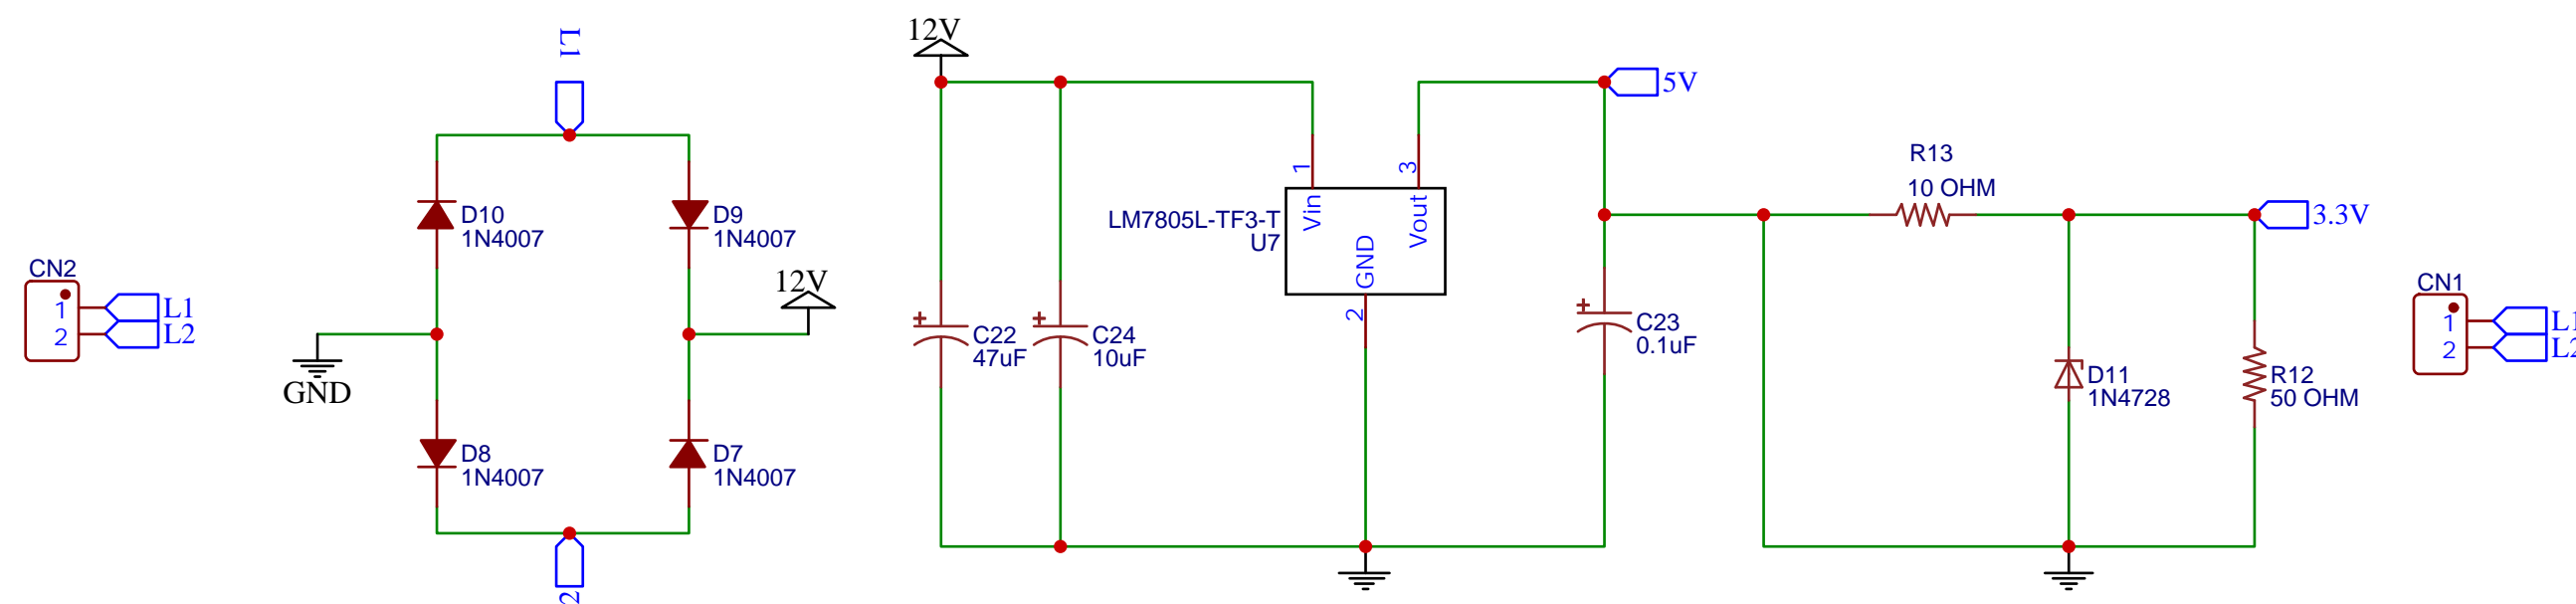 CN2
1
2
L1
L2
L1
D10
1N4007
D9
1N4007
GND
12V
D8
1N4007
D7
1N4007
2
12V
C22
47uF
C24
10uF
LM7805L-TF3-T
U7
1
Vin
GND
2
3
Vout
5V
C23
0.1uF
R13
10 OHM
3.3V
D11
1N4728
R12
50 OHM
CN1
1
2
L1
L2